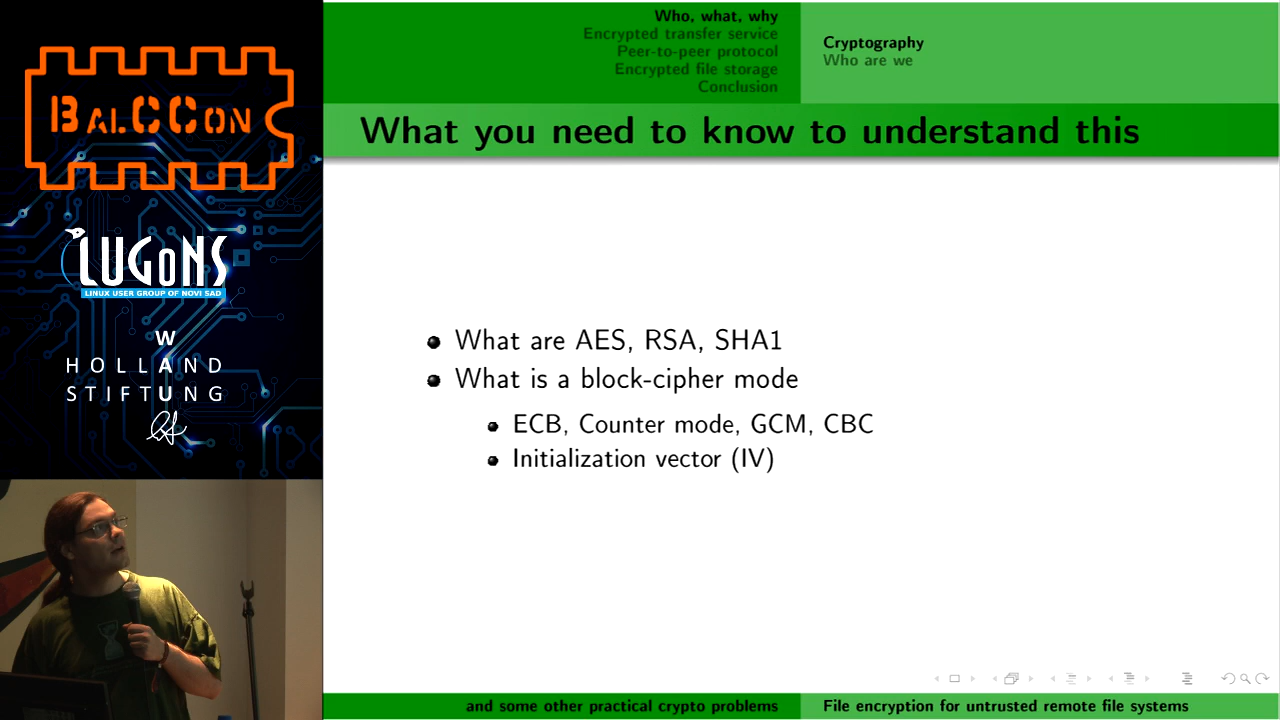 BALCCON
LUGONS
LINUX USER GROUP OF NOVI SAD
W
HOLLAND
A
STIFTUNG
U
Who, what, why
Encrypted transfer service
Peer-to-peer protocol
Encrypted file storage
Conclusion
Cryptography
Who are we
What you need to know to understand this
What are AES, RSA, SHA1
What is a block-cipher mode
ECB, Counter mode, GCM, CBC
Initialization vector (IV)
and some other practical crypto problems
File encryption for untrusted remote file systems